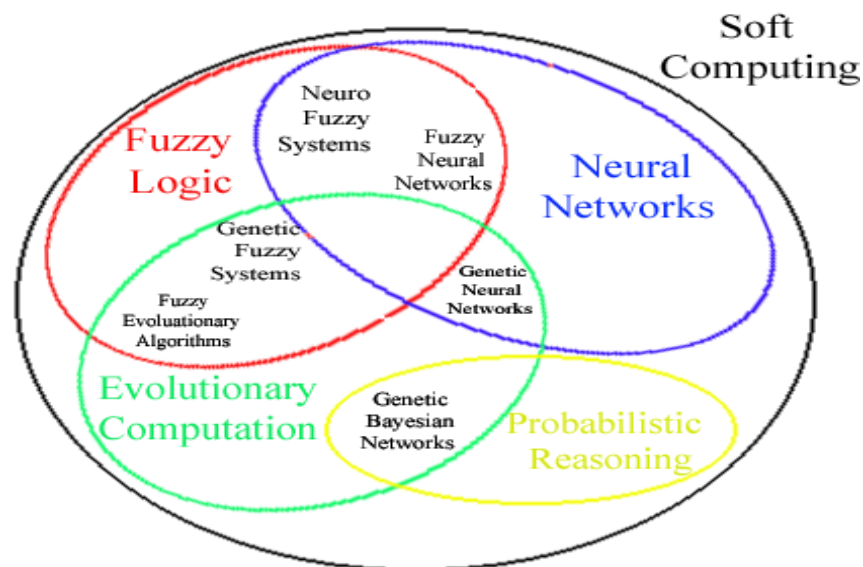 Soft
Computing
Neuro
Fuzzy
Systems
Fuzzy
Logic
Fuzzy
Neural
Networks
Neural
Networks
Genetic
Fuzzy
Systems
Genetic
Neural
Networks
Fuzzy
Evoluationary
Algorithms
Evolutionary
Computation
Genetic
Bayesian
Networks
Probabilistic
Reasoning